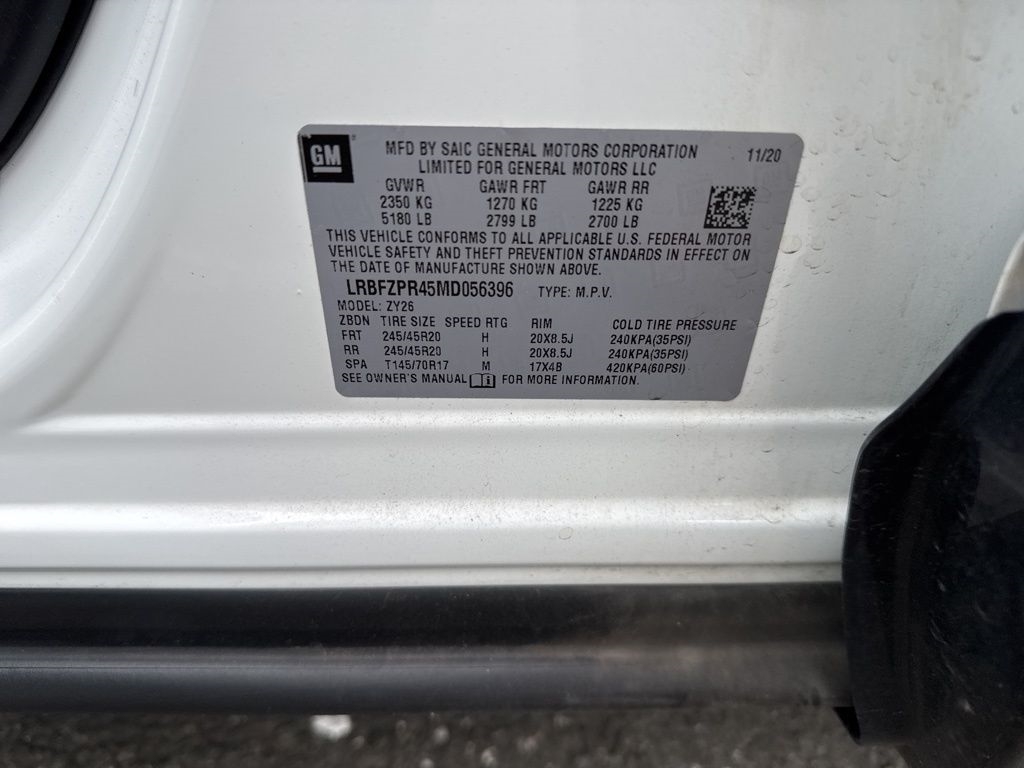 GM
MFD BY SAIC GENERAL MOTORS CORPORATION 11/20
LIMITED FOR GENERAL MOTORS LLC
GVWR GAWR FRT GAWR RR
2350 KG 1270 KG 1225 KG
5180 LB 2799 LB 2700 LB
THIS VEHICLE CONFORMS TO ALL APPLICABLE U.S. FEDERAL MOTOR
VEHICLE SAFETY AND THEFT PREVENTION STANDARDS IN EFFECT ON
THE DATE OF MANUFACTURE SHOWN ABOVE.
LRBFZPR45MD056396 TYPE: M.P.V.
MODEL: ZY26
ZBDN TIRE SIZE SPEED RTG RIM COLD TIRE PRESSURE
FRT 245/45R20 H 20X8.5J 240KPA(35PSI)
RR 245/45R20 H 20X8.5J 240KPA(35PSI)
SPA T145/70R17 M 17X4B 420KPA(60PSI)
SEE OWNER'S MANUAL FOR MORE INFORMATION.